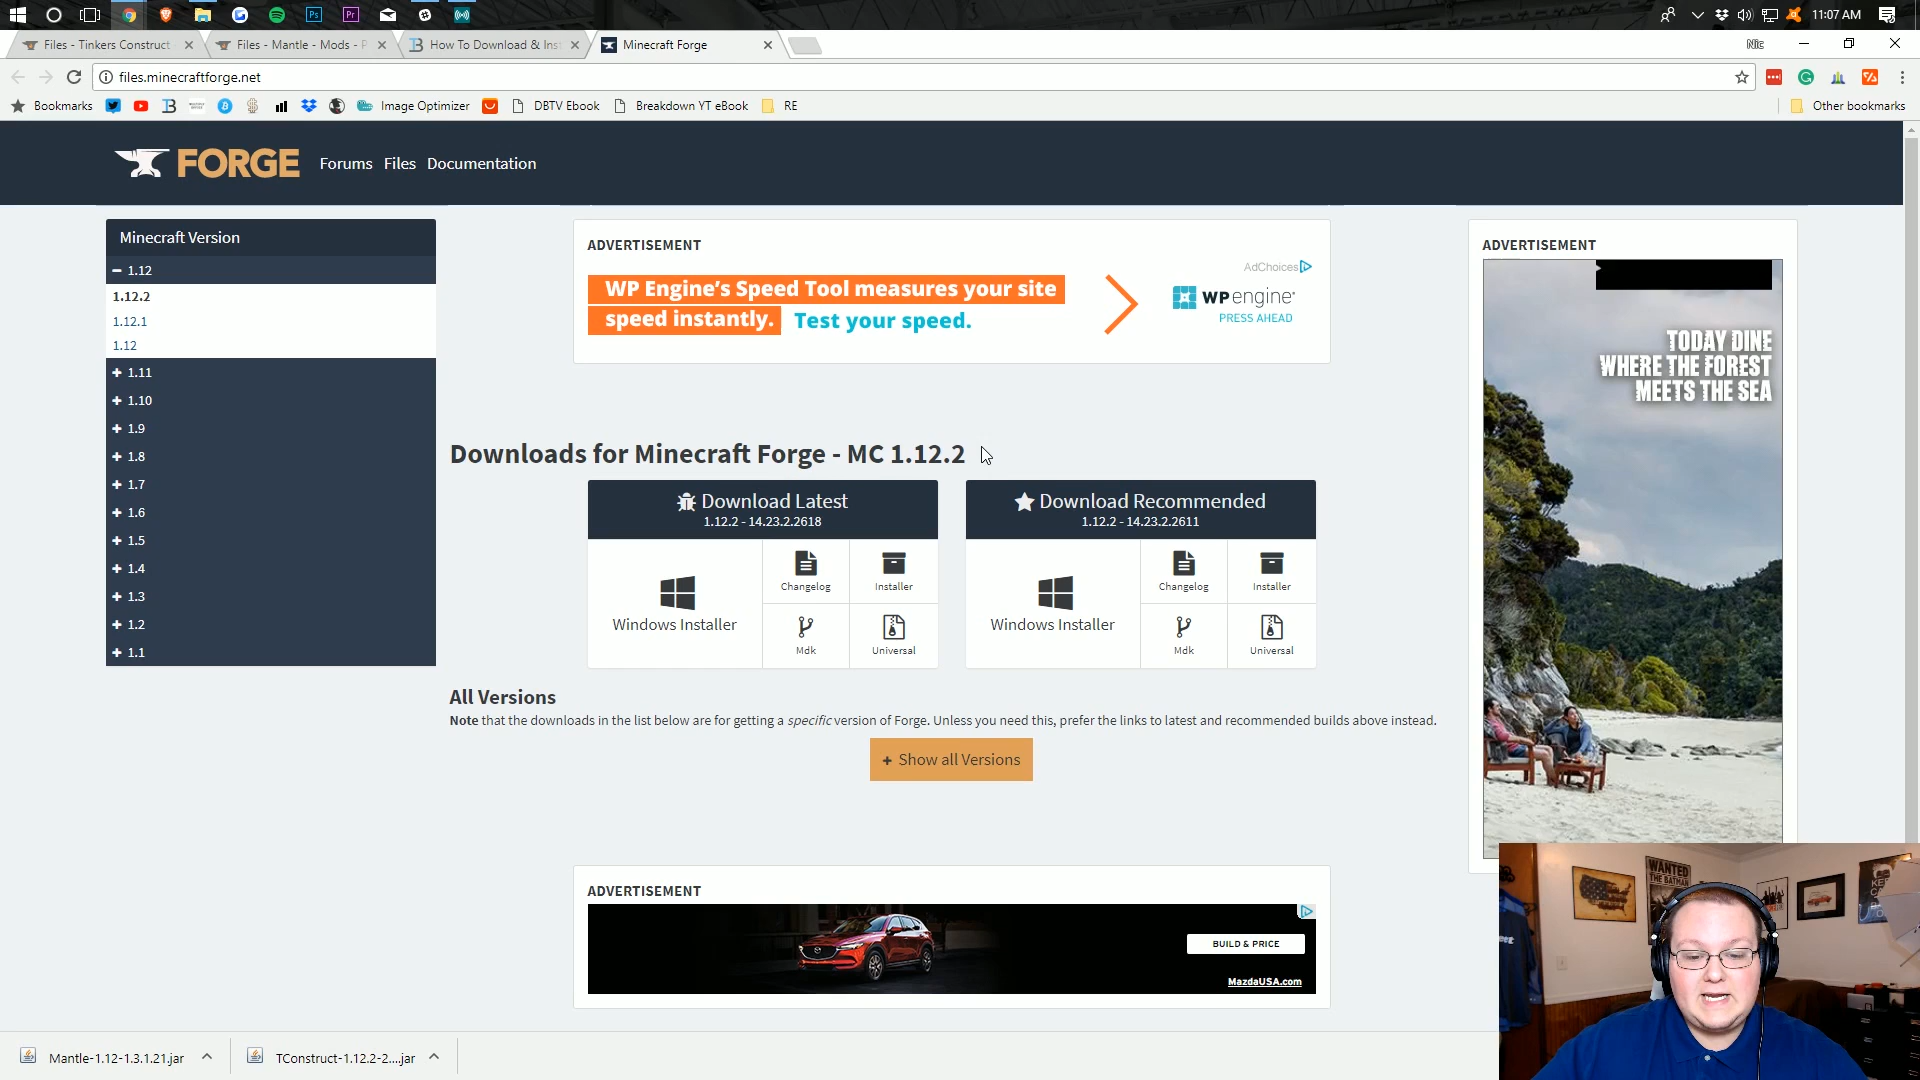 11:07 AM
Files - Tinkers Construct
Files - Mantle - Mods - P
How To Download & Inst
Minecraft Forge
Nic
files.minecraftforge.net
Bookmarks
Image Optimizer
DBTV Ebook
Breakdown YT eBook
RE
Other bookmarks
FORGE
Forums Files Documentation
Minecraft Version
1.12
1.12.2
1.12.1
1.12
1.11
1.10
1.9
1.8
1.7
1.6
1.5
1.4
1.3
1.2
1.1
ADVERTISEMENT
AdChoices
WP Engine's Speed Tool measures your site
speed instantly. Test your speed.
WP engine
PRESS AHEAD
Downloads for Minecraft Forge - MC 1.12.2
Download Latest
1.12.2 - 14.23.2.2618
Windows Installer
Changelog
Installer
Mdk
Universal
Download Recommended
1.12.2 - 14.23.2.2611
Windows Installer
Changelog
Installer
Mdk
Universal
All Versions
Note that the downloads in the list below are for getting a specific version of Forge. Unless you need this, prefer the links to latest and recommended builds above instead.
+ Show all Versions
ADVERTISEMENT
BUILD & PRICE
MazdaUSA.com
ADVERTISEMENT
TODAY DINE
WHERE THE FOREST
MEETS THE SEA
WANTED
THE BATMAN
Mantle-1.12-1.3.1.21.jar
TConstruct-1.12.2-2....jar